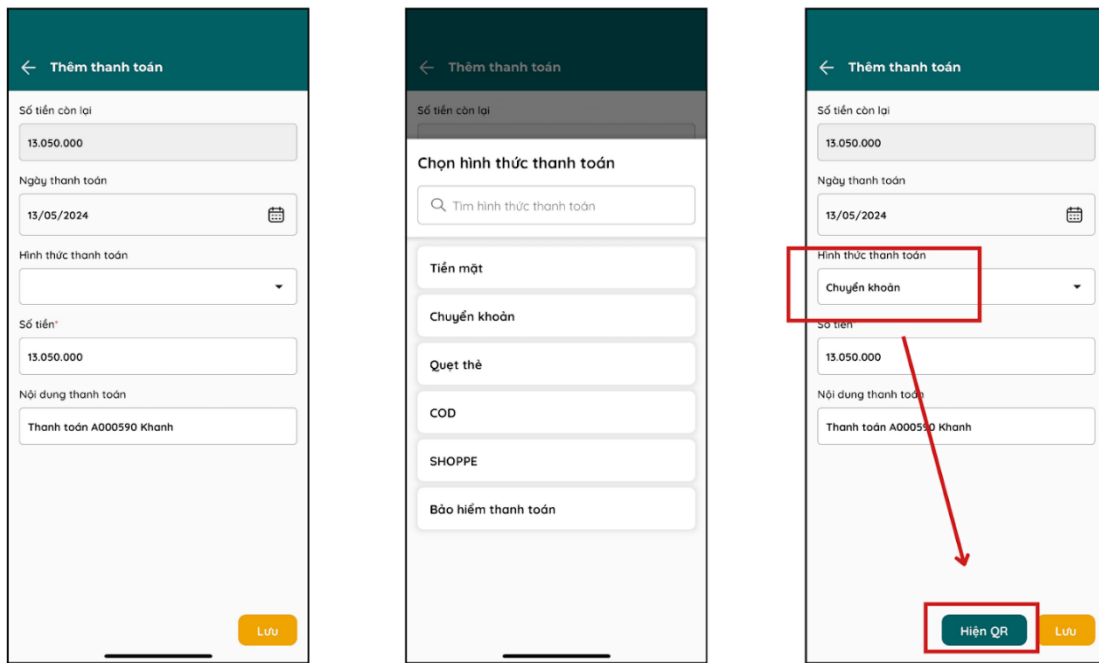 Thêm thanh toán
Số tiền còn lại
13.050.000
Ngày thanh toán
13/05/2024
Hình thức thanh toán
Số tiền*
13.050.000
Nội dung thanh toán
Thanh toán A000590 Khanh
Lưu
Thêm thanh toán
Số tiền còn lại
Chọn hình thức thanh toán
Tìm hình thức thanh toán
Tiền mặt
Chuyển khoản
Quẹt thẻ
COD
SHOPPE
Bảo hiểm thanh toán
Thêm thanh toán
Số tiền còn lại
13.050.000
Ngày thanh toán
13/05/2024
Hình thức thanh toán
Chuyển khoản
Số tiền*
13.050.000
Nội dung thanh toán
Thanh toán A000590 Khanh
Hiện QR
Lưu